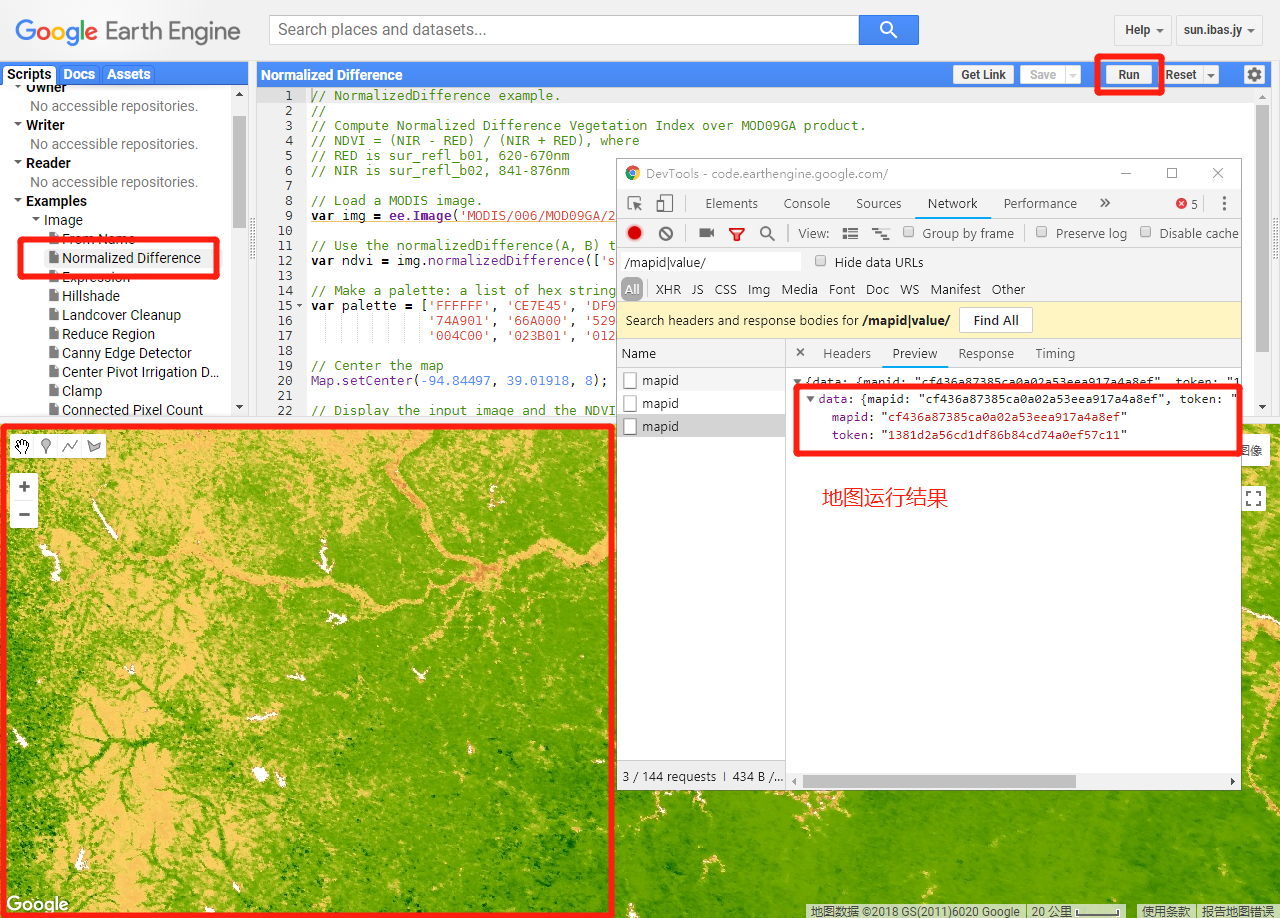 Google Earth Engine
Search places and datasets...
Help
sun.ibas.jy
Scripts Docs Assets
Owner
No accessible repositories.
Writer
No accessible repositories.
Reader
No accessible repositories.
Examples
Image
From Name
Normalized Difference
Expression
Hillshade
Landcover Cleanup
Reduce Region
Canny Edge Detector
Center Pivot Irrigation D...
Clamp
Connected Pixel Count
Normalized Difference
Get Link Save Run Reset
1 // NormalizedDifference example.
2 //
3 // Compute Normalized Difference Vegetation Index over MOD09GA product.
4 // NDVI = (NIR - RED) / (NIR + RED), where
5 // RED is sur_refl_b01, 620-670nm
6 // NIR is sur_refl_b02, 841-876nm
7
8 // Load a MODIS image.
9 var img = ee.Image('MODIS/006/MOD09GA/2
10
11 // Use the normalizedDifference(A, B) t
12 var ndvi = img.normalizedDifference(['s
13
14 // Make a palette: a list of hex string
15 var palette = ['FFFFFF', 'CE7E45', 'DF9
16 '74A901', '66A000', '529
17 '004C00', '023B01', '012
18
19 // Center the map
20 Map.setCenter(-94.84497, 39.01918, 8);
21
22 // Display the input image and the NDVI
DevTools - code.earthengine.google.com/
Elements Console Sources Network Performance » 5
View: Group by frame Preserve log Disable cache
/mapid|value/ Hide data URLs
All XHR JS CSS Img Media Font Doc WS Manifest Other
Search headers and response bodies for /mapid|value/ Find All
Name
mapid
mapid
mapid
3 / 144 requests | 434 B /...
× Headers Preview Response Timing
{data: {mapid: "cf436a87385ca0a02a53eea917a4a8ef", token: "1
data: {mapid: "cf436a87385ca0a02a53eea917a4a8ef", token: "
mapid: "cf436a87385ca0a02a53eea917a4a8ef"
token: "1381d2a56cd1df86b84cd74a0ef57c11"
地图运行结果
图像
+
−
Google
地图数据 ©2018 GS(2011)6020 Google 20 公里 使用条款 报告地图错误